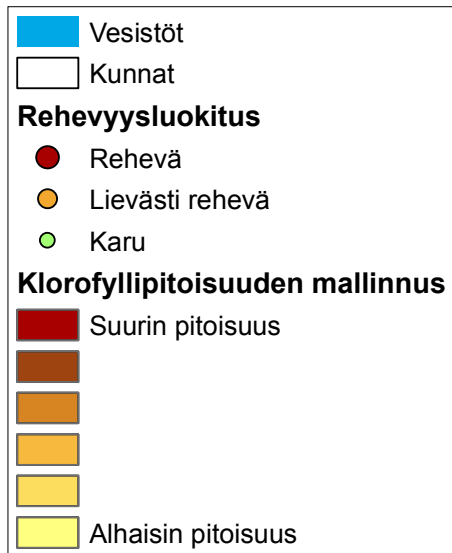 Vesistöt
Kunnat
Rehevyysluokitus
Rehevä
Lievästi rehevä
Karu
Klorofyllipitoisuuden mallinnus
Suurin pitoisuus
Alhaisin pitoisuus